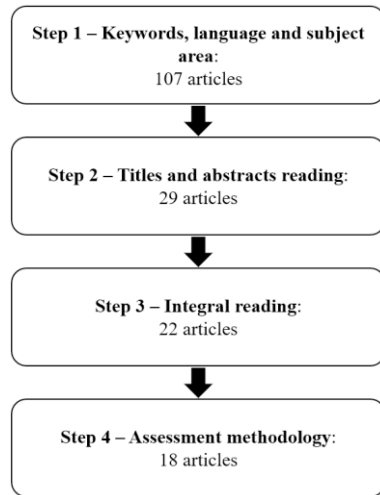 Step 1 – Keywords, language and subject
area:
107 articles
Step 2 – Titles and abstracts reading:
29 articles
Step 3 – Integral reading:
22 articles
Step 4 – Assessment methodology:
18 articles